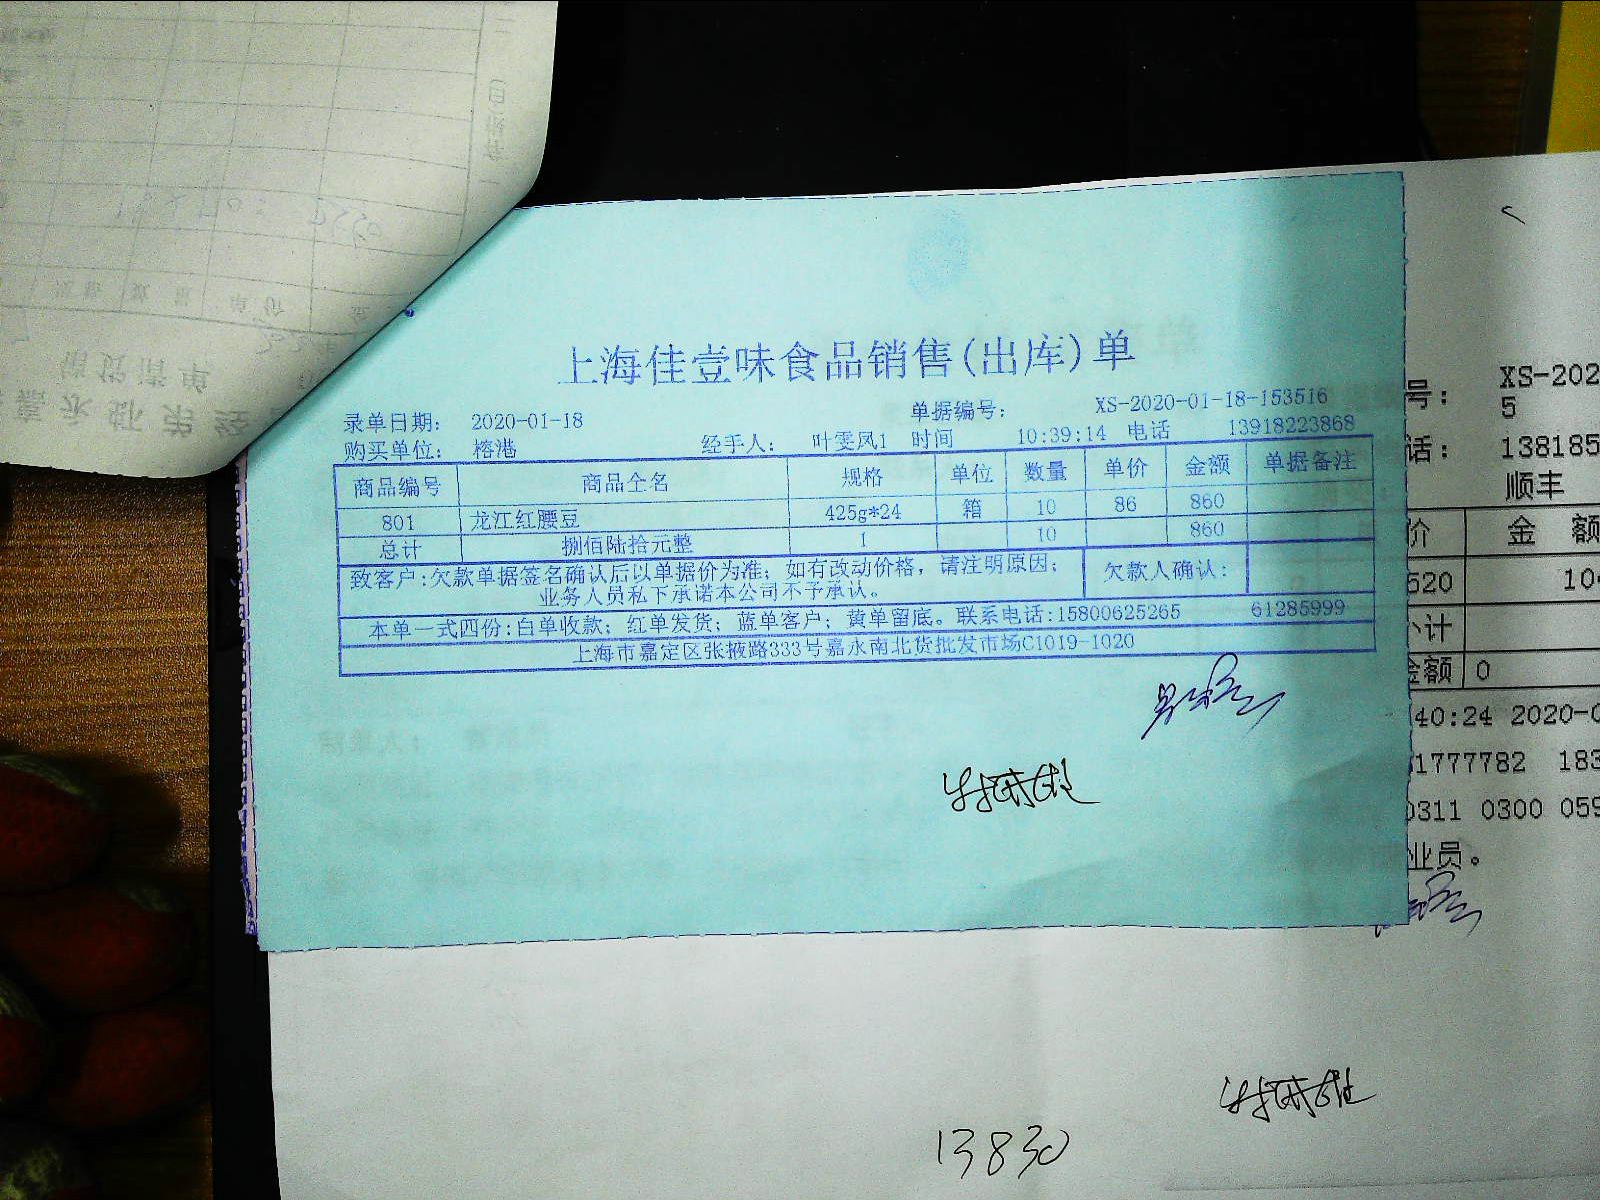 上海佳壹味食品销售(出库)单
录单日期： 2020-01-18 单据编号： XS-2020-01-18-153516
购买单位： 榕港 经手人： 叶雯凤1 时间 10:39:14 电话 13918223868
商品编号 商品全名 规格 单位 数量 单价 金额 单据备注
801 龙江红腰豆 425g*24 箱 10 86 860
总计 捌佰陆拾元整 1 10 860
致客户:欠款单据签名确认后以单据价为准；如有改动价格，请注明原因； 欠款人确认：
业务人员私下承诺本公司不予承认。
本单一式四份:白单收款；红单发货；蓝单客户；黄单留底。联系电话:15800625265 61285999
上海市嘉定区张掖路333号嘉永南北货批发市场C1019-1020
号： XS-202
5
话： 138185
顺丰
价 金 额
520 10
小计
金额 0
40:24 2020-0
1777782 183
0311 0300 059
业员。
13830